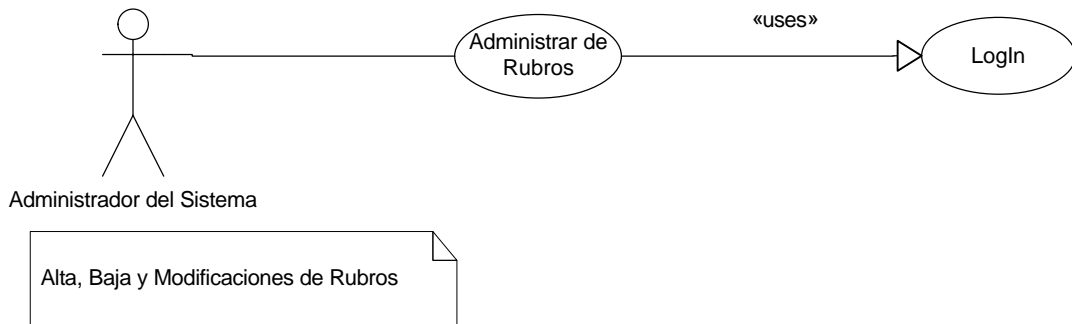 «uses»
Administrar de
Rubros
LogIn
Administrador del Sistema
Alta, Baja y Modificaciones de Rubros